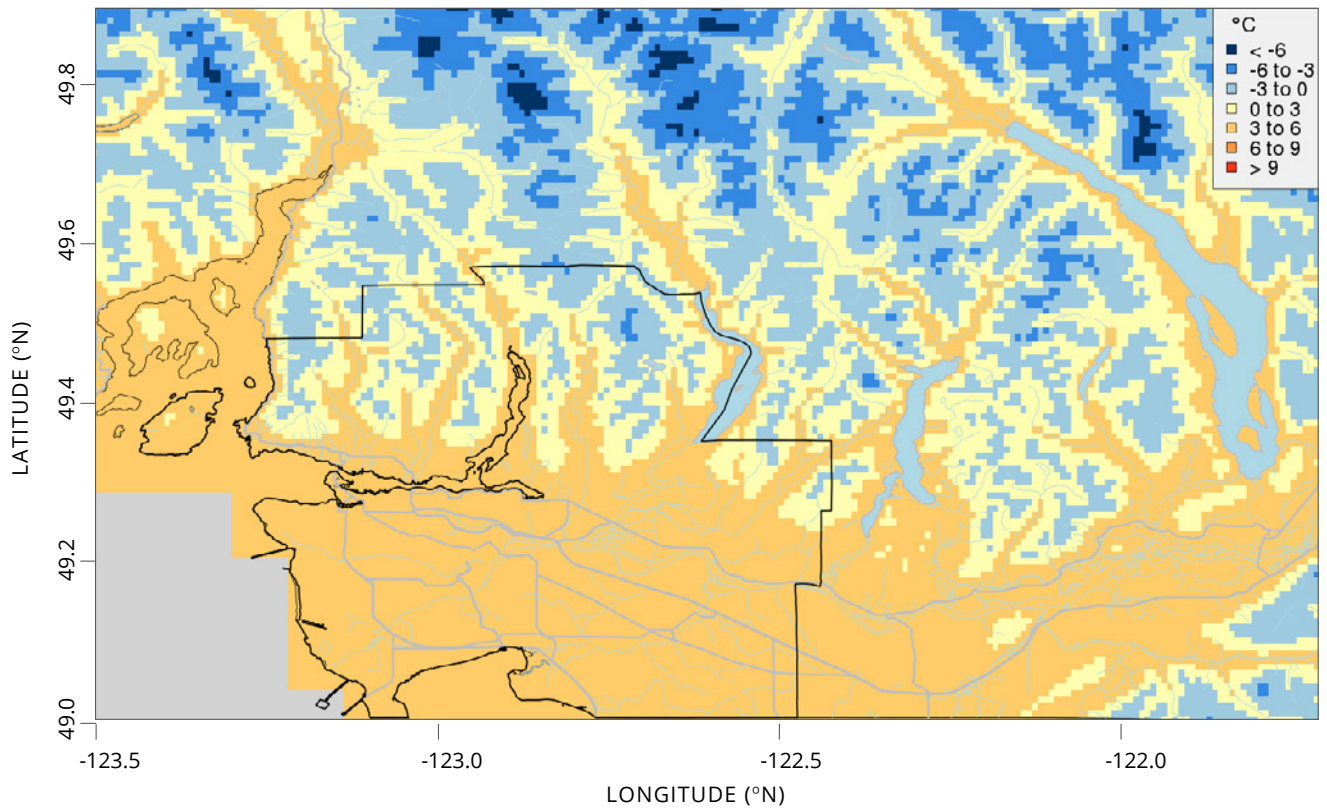 °C
< -6
-6 to -3
-3 to 0
0 to 3
3 to 6
6 to 9
> 9
49.8
49.6
49.4
49.2
49.0
LATITUDE (°N)
-123.5
-123.0
-122.5
-122.0
LONGITUDE (°N)